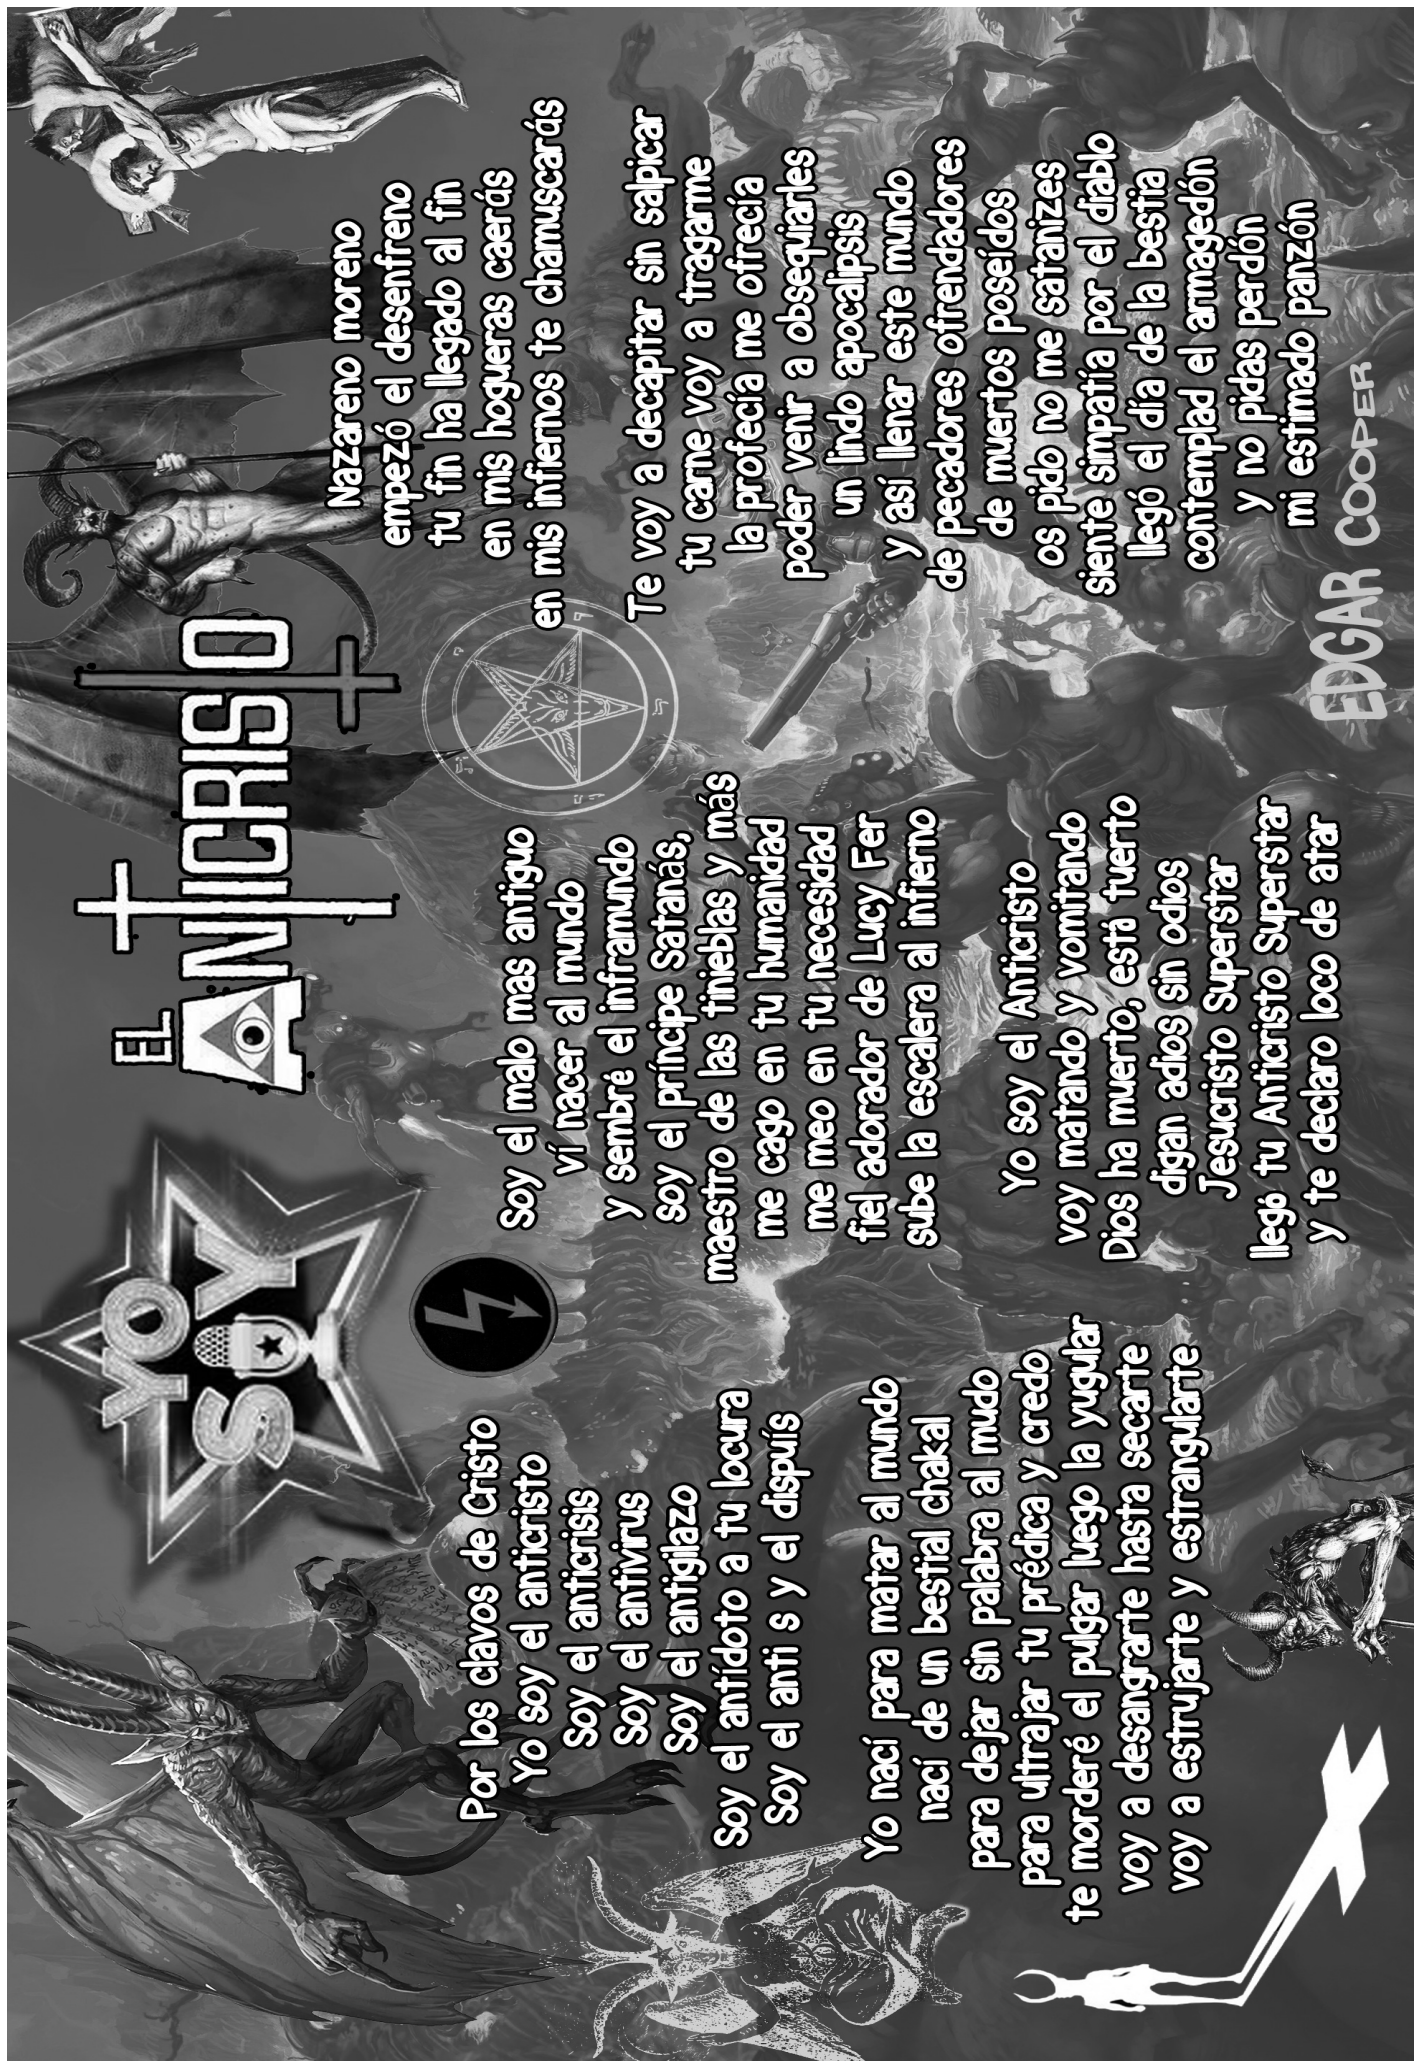 YO
SOY
EL
ANTICRISTO
Por los clavos de Cristo
Yo soy el anticristo
Soy el anticrisis
Soy el antivirus
Soy el antigilazo
Soy el antídoto a tu locura
Soy el anti s y el dispuís
Yo nací para matar al mundo
nací de un bestial chakal
para dejar sin palabra al mudo
para ultrajar tu prédica y credo
te morderé el pulgar luego la yugular
voy a desangrarte hasta secarte
voy a estrujarte y estrangularte
Soy el malo mas antiguo
ví nacer al mundo
y sembré el inframundo
soy el príncipe Satanás,
maestro de las tinieblas y más
me cago en tu humanidad
me meo en tu necesidad
fiel adorador de Lucy Fer
sube la escalera al infierno
Yo soy el Anticristo
voy matando y vomitando
Dios ha muerto, está tuerto
digan adios sin odios
Jesucristo Superstar
llegó tu Anticristo Superstar
y te declaro loco de atar
Nazareno moreno
empezó el desenfreno
tu fin ha llegado al fin
en mis hogueras caerás
en mis infiernos te chamuscarás
Te voy a decapitar sin salpicar
tu carne voy a tragarme
la profecía me ofrecía
poder venir a obsequiarles
un lindo apocalipsis
y así llenar este mundo
de pecadores ofrendadores
de muertos poseídos
os pido no me satanizes
siente simpatía por el diablo
llegó el día de la bestia
contemplad el armagedón
y no pidas perdón
mi estimado panzón
EDGAR COOPER